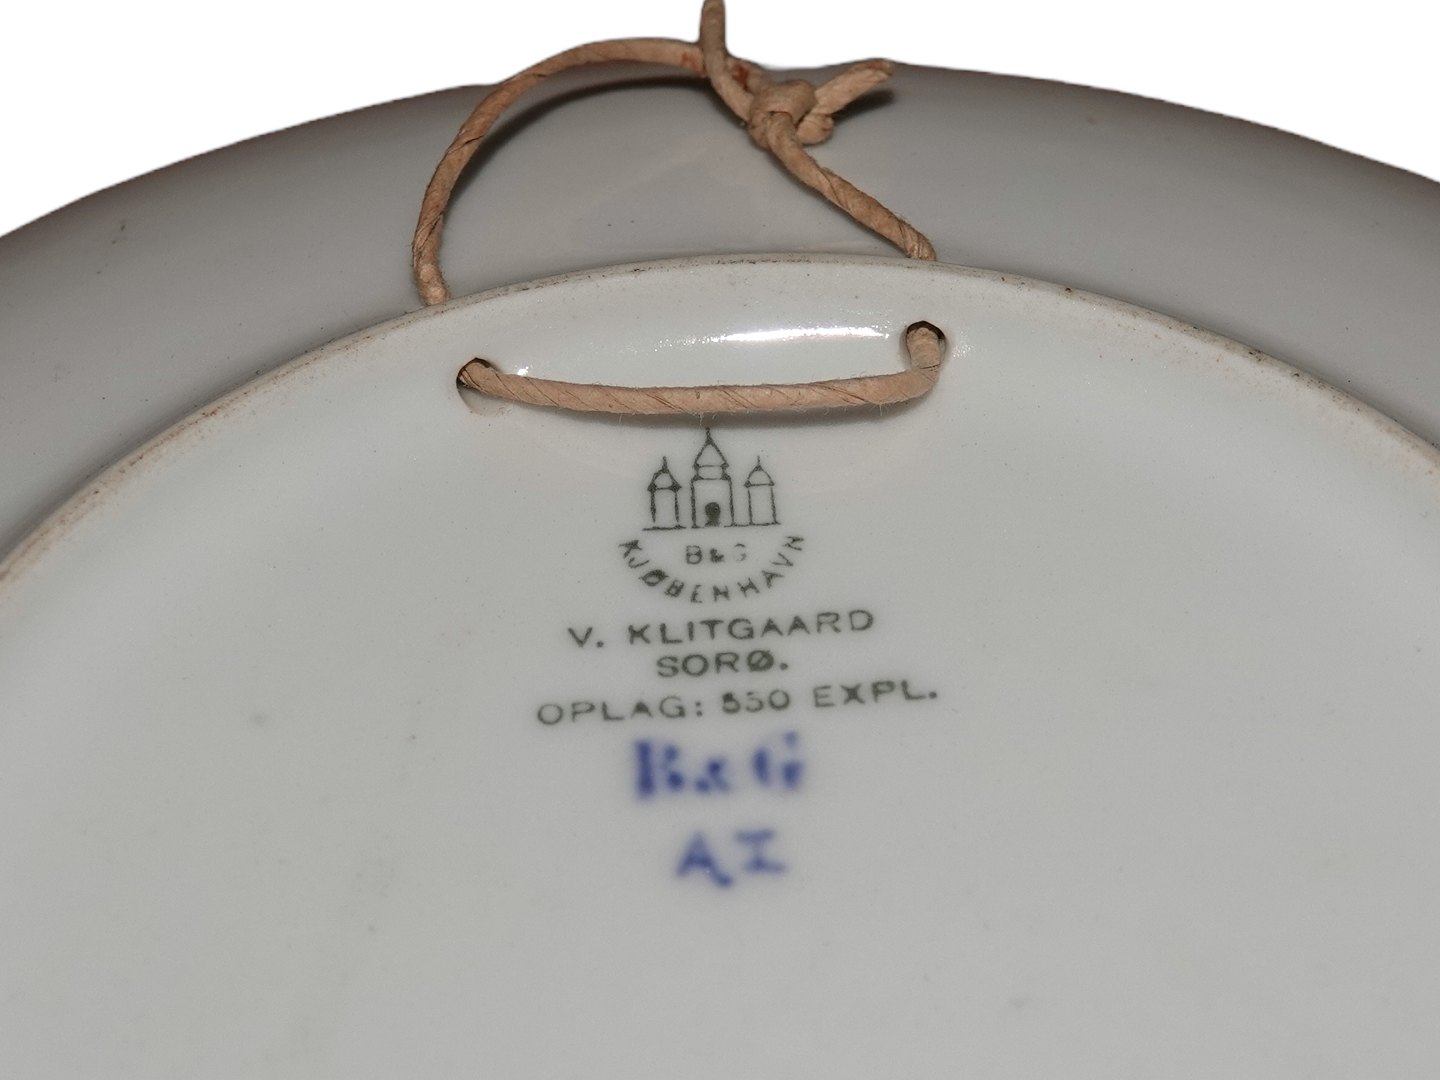 B&G
KJØBENHAVN
V. KLITGAARD
SORØ.
OPLAG: 550 EXPL.
B&G
AI